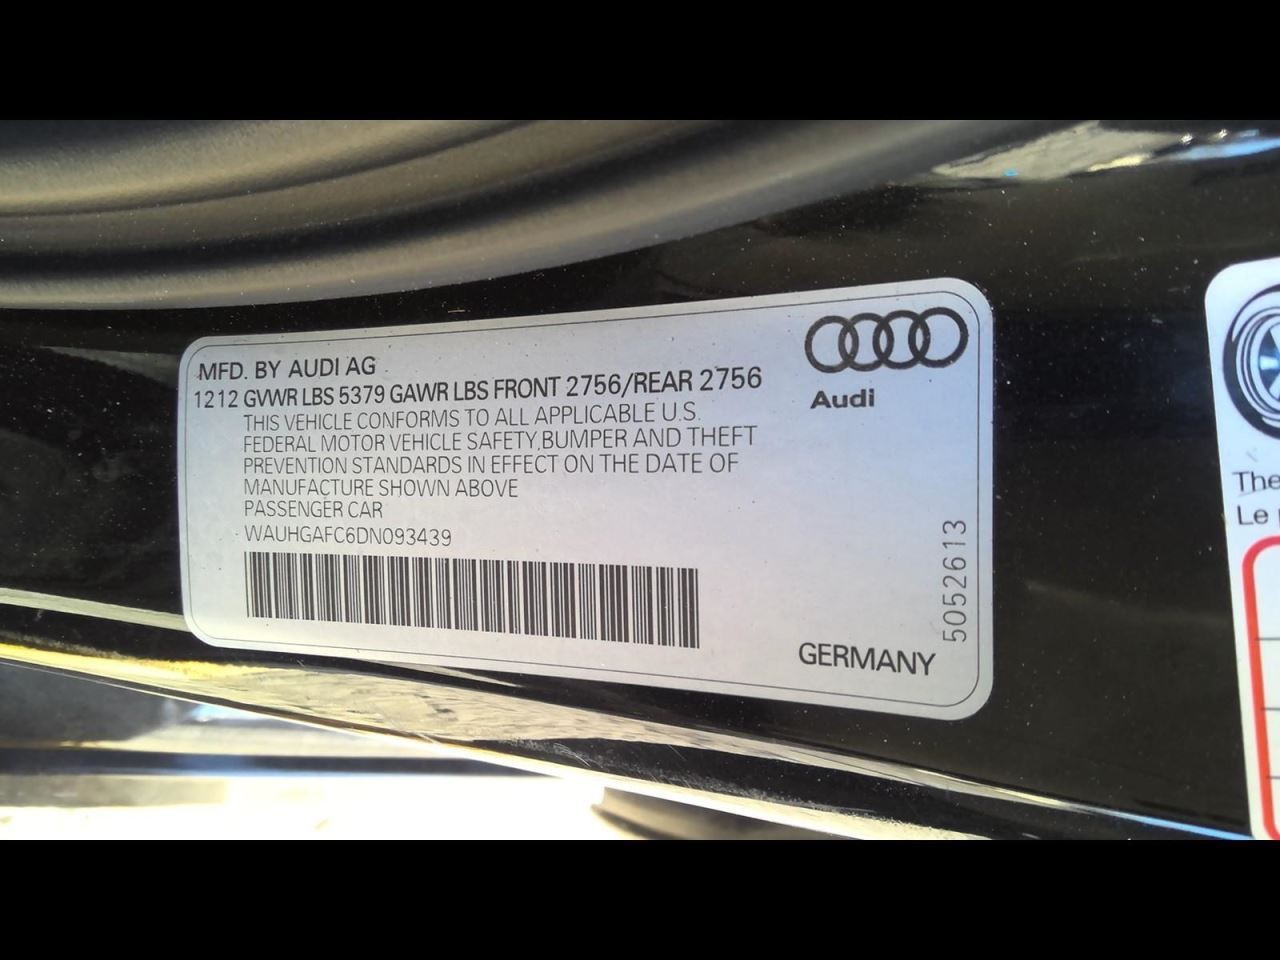 MFD. BY AUDI AG
1212 GVWR LBS 5379 GAWR LBS FRONT 2756/REAR 2756
THIS VEHICLE CONFORMS TO ALL APPLICABLE U.S.
FEDERAL MOTOR VEHICLE SAFETY, BUMPER AND THEFT
PREVENTION STANDARDS IN EFFECT ON THE DATE OF
MANUFACTURE SHOWN ABOVE
PASSENGER CAR
WAUHGAFC6DN093439
Audi
5052613
GERMANY
The
Le